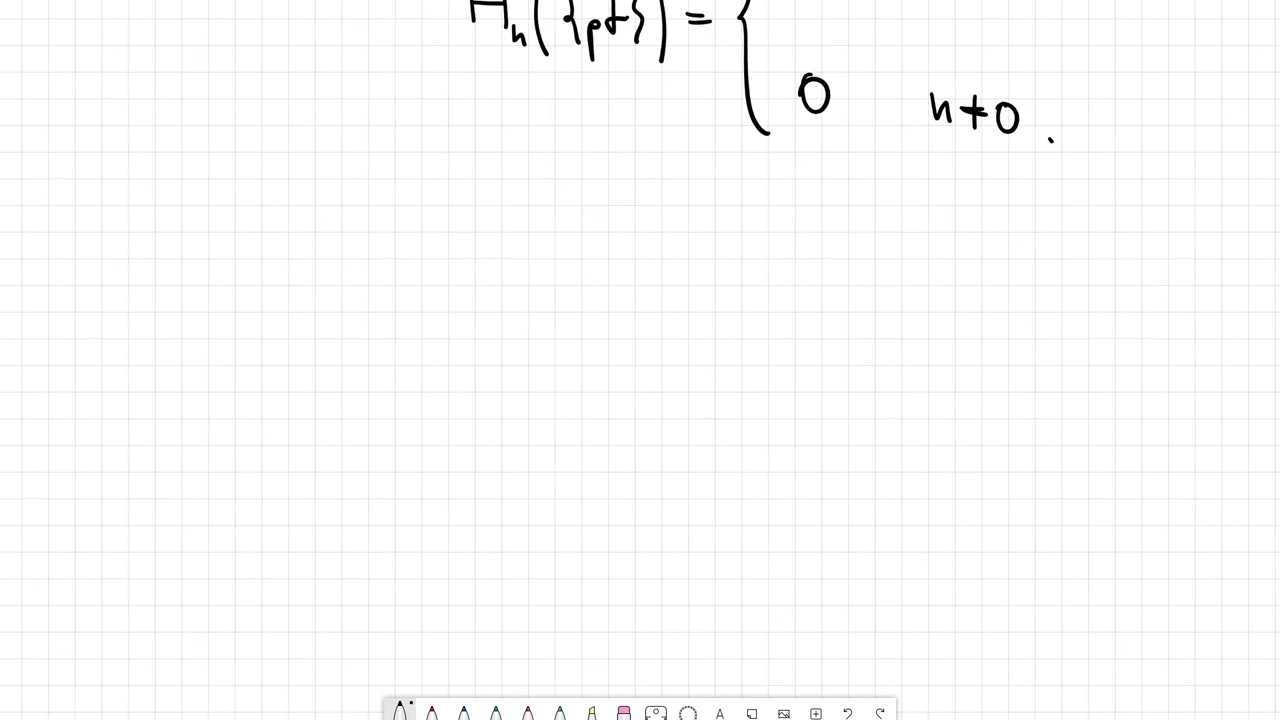 H_n({pt}) = {
0 n ≠ 0 .
A